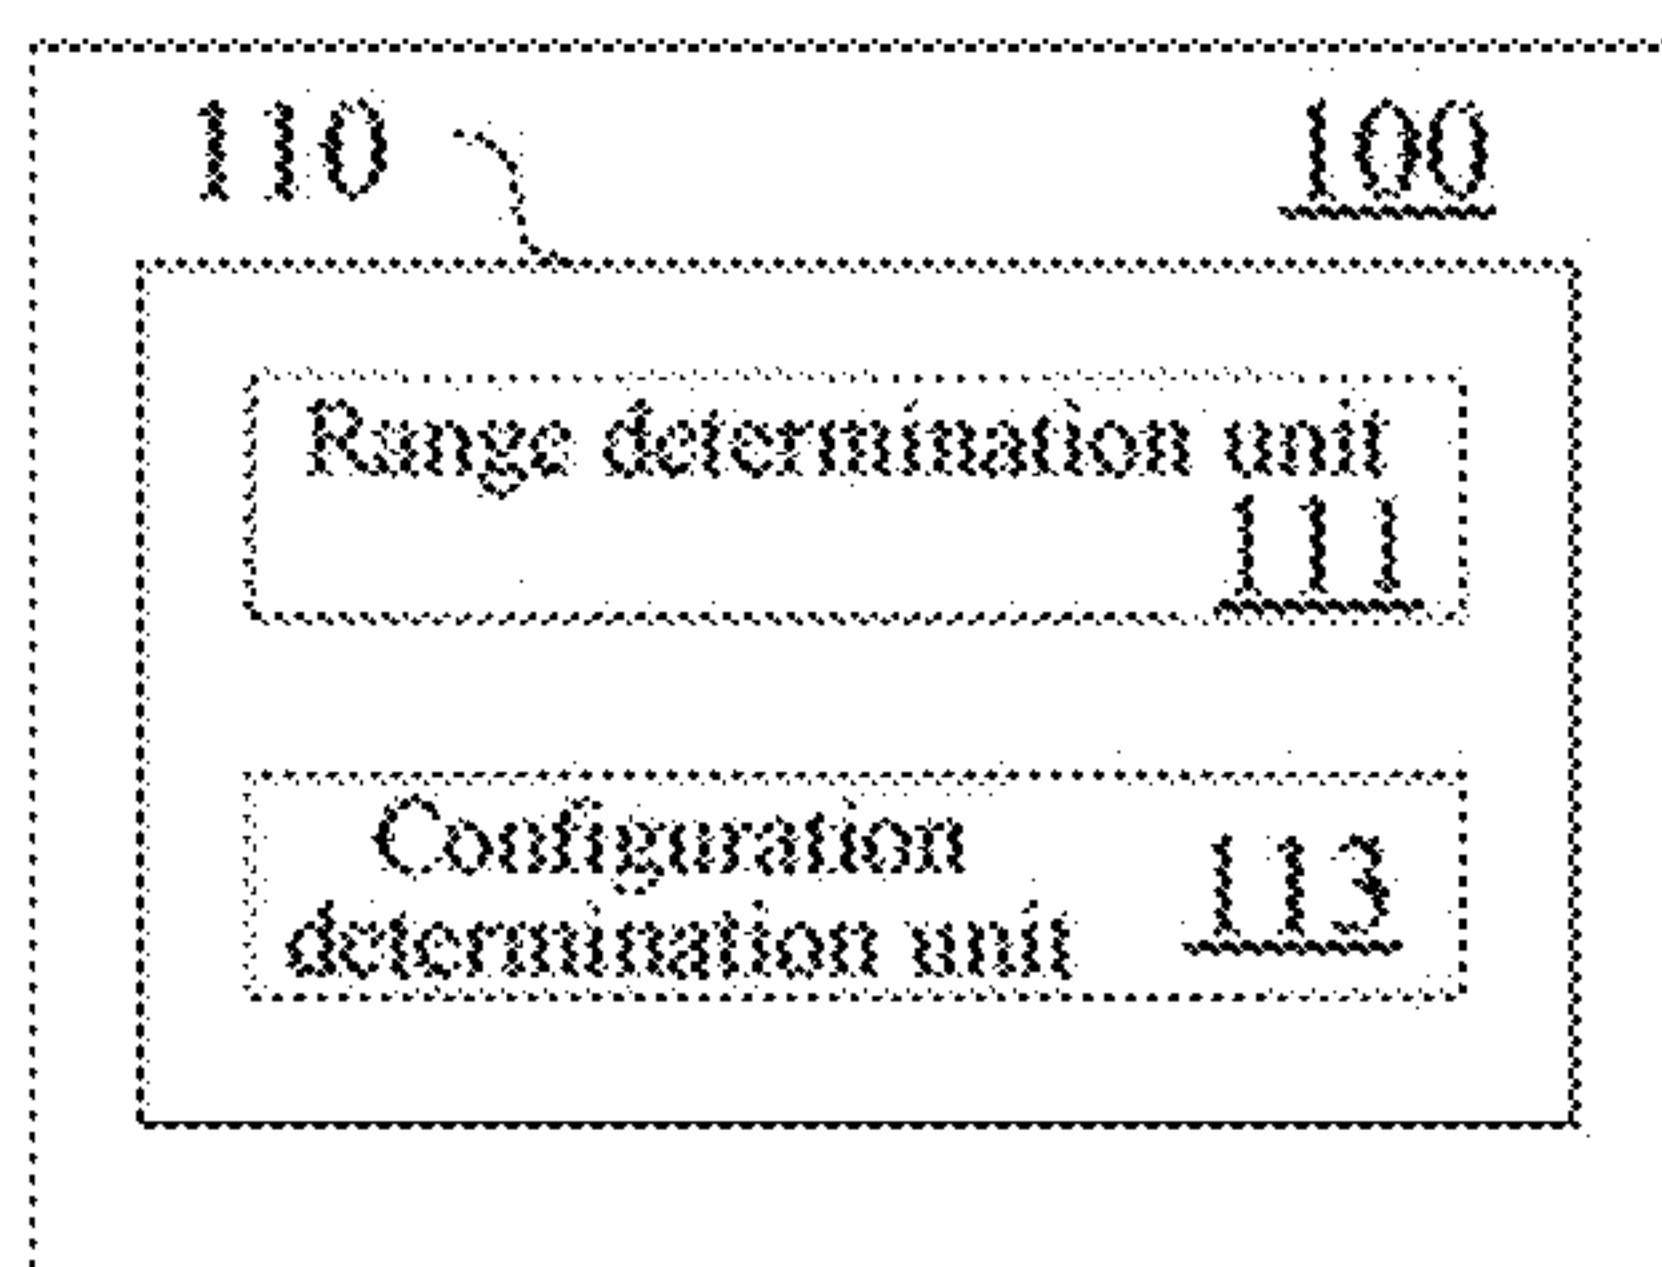 110 100
Range determination unit
111
Configuration
113
determination unit